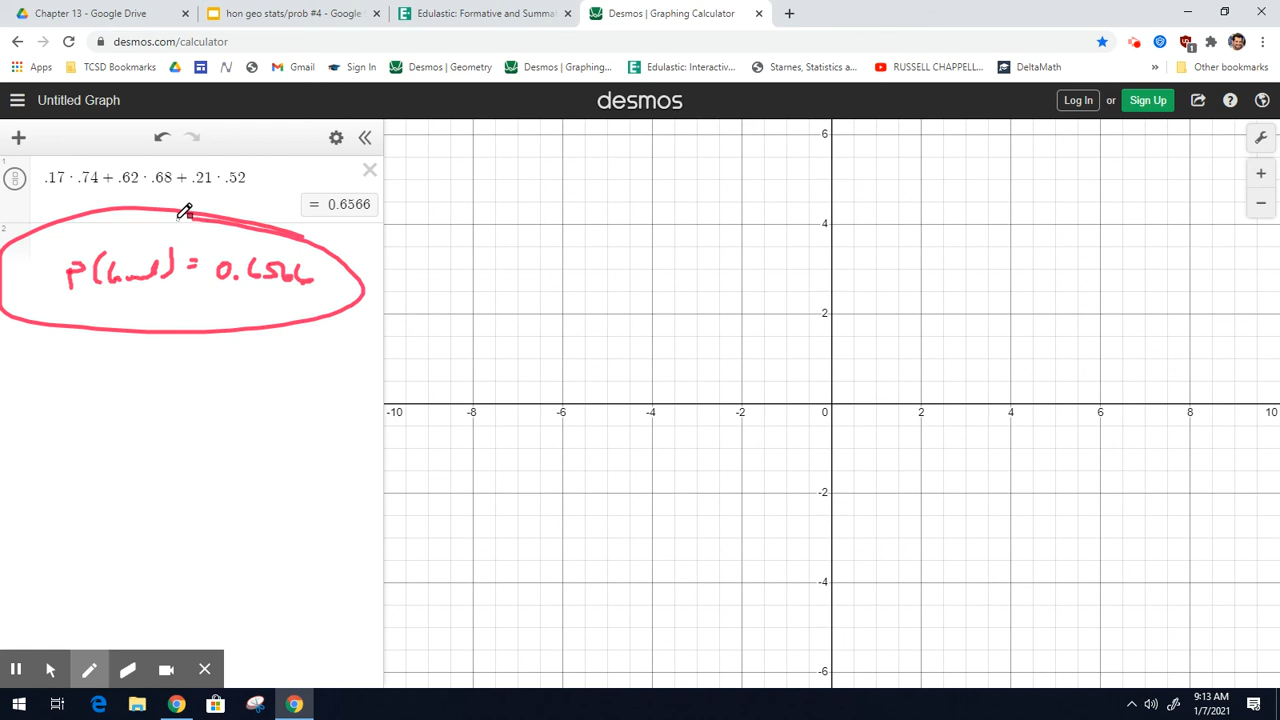 Chapter 13 - Google Drive
hon geo stats/prob #4 - Google
Edulastic: Formative and Summa
Desmos | Graphing Calculator
desmos.com/calculator
1
Apps
TCSD Bookmarks
Gmail
Sign In
Desmos | Geometry
Desmos | Graphing...
Edulastic: Interactiv...
Starnes, Statistics a...
RUSSELL CHAPPELL...
DeltaMath
»
Other bookmarks
Untitled Graph
desmos
Log In or Sign Up
1
.17 · .74 + .62 · .68 + .21 · .52
= 0.6566
2
= 0.6566
6
4
2
-10 -8 -6 -4 -2 0 2 4 6 8 10
-2
-4
-6
9:13 AM
1/7/2021